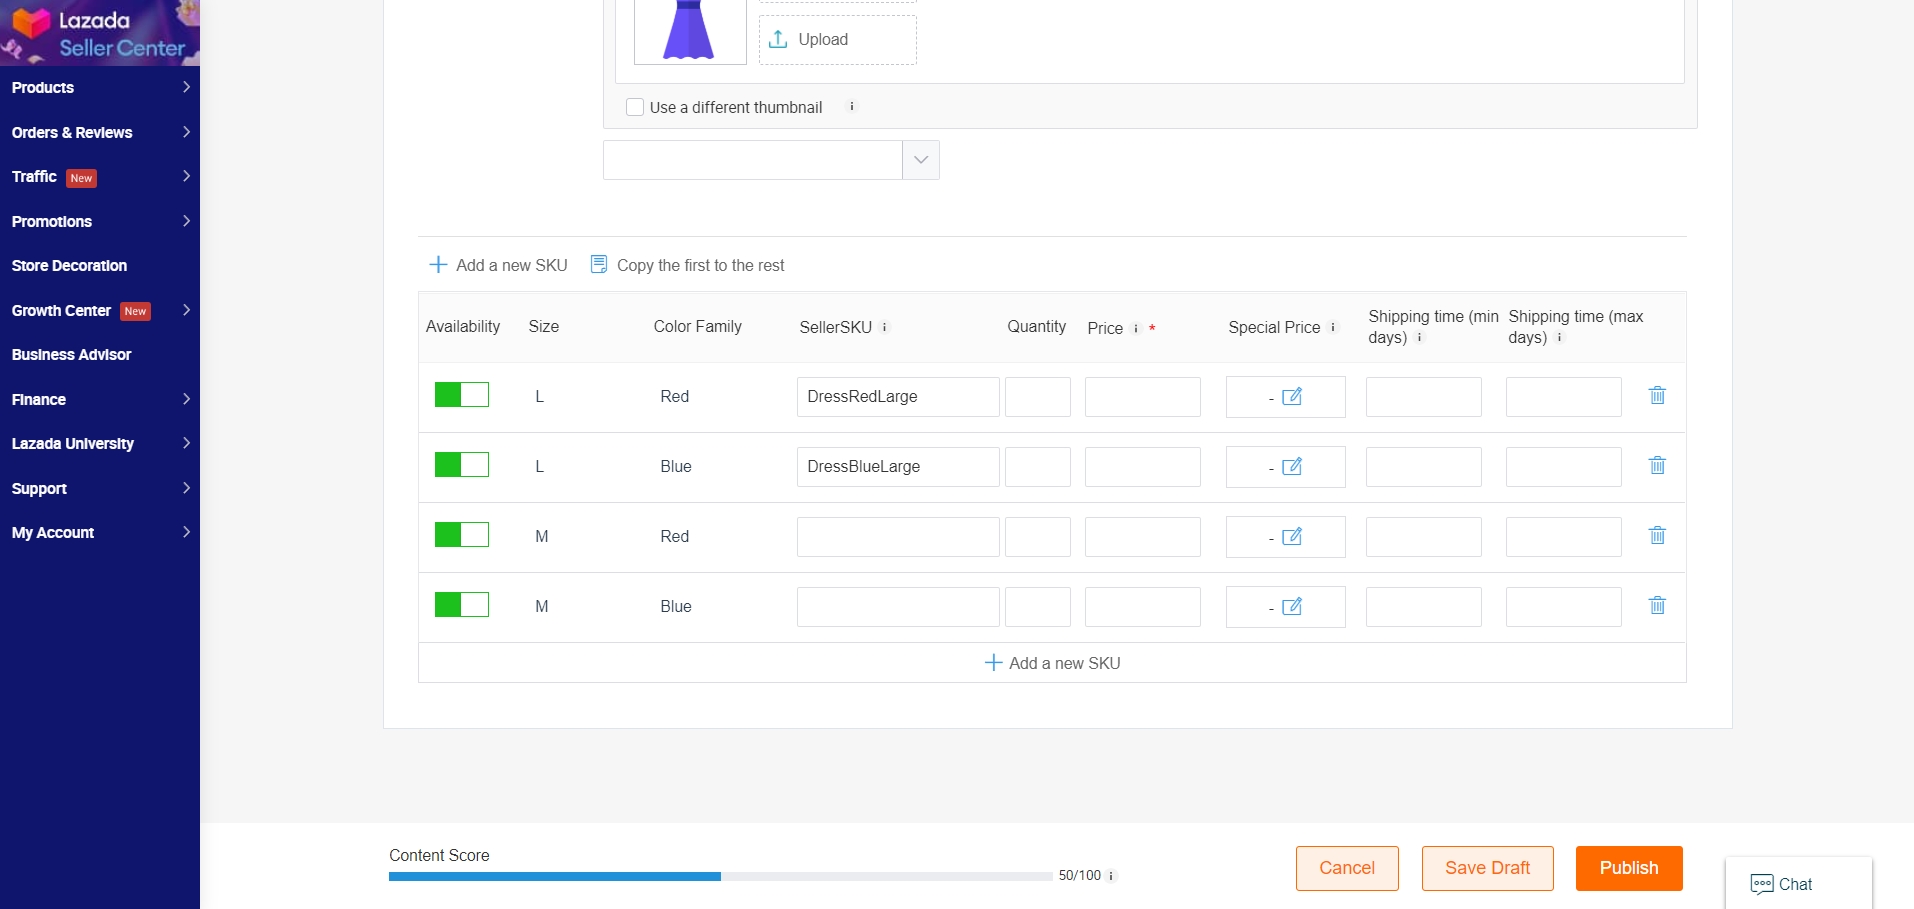 Lazada
Seller Center
Products
Orders & Reviews
Traffic New
Promotions
Store Decoration
Growth Center New
Business Advisor
Finance
Lazada University
Support
My Account
Upload
Use a different thumbnail i
Add a new SKU Copy the first to the rest
Availability Size Color Family SellerSKU i Quantity Price i * Special Price i Shipping time (min days) i Shipping time (max days) i
L Red DressRedLarge -
L Blue DressBlueLarge -
M Red -
M Blue -
Add a new SKU
Content Score
50/100 i
Cancel Save Draft Publish
Chat